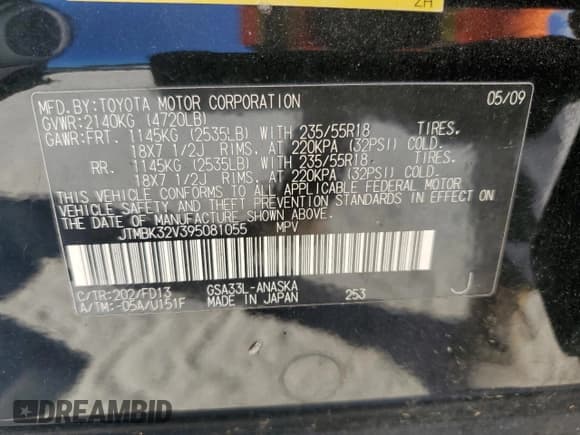 2H
MFD.BY:TOYOTA MOTOR CORPORATION 05/09
GVWR:2140KG (4720LB)
GAWR:FRT. 1145KG (2535LB) WITH 235/55R18 TIRES.
18X7 1/2J RIMS. AT 220KPA (32PSI) COLD.
RR. 1145KG (2535LB) WITH 235/55R18 TIRES.
18X7 1/2J RIMS. AT 220KPA (32PSI) COLD.
THIS VEHICLE CONFORMS TO ALL APPLICABLE FEDERAL MOTOR
VEHICLE SAFETY AND THEFT PREVENTION STANDARDS IN EFFECT ON
THE DATE OF MANUFACTURE SHOWN ABOVE.
JTMBK32V395081055 MPV
C/TR:202/FD13 GSA33L-ANASKA 253 J
A/TM:-05A/U151F MADE IN JAPAN
DREAMBID